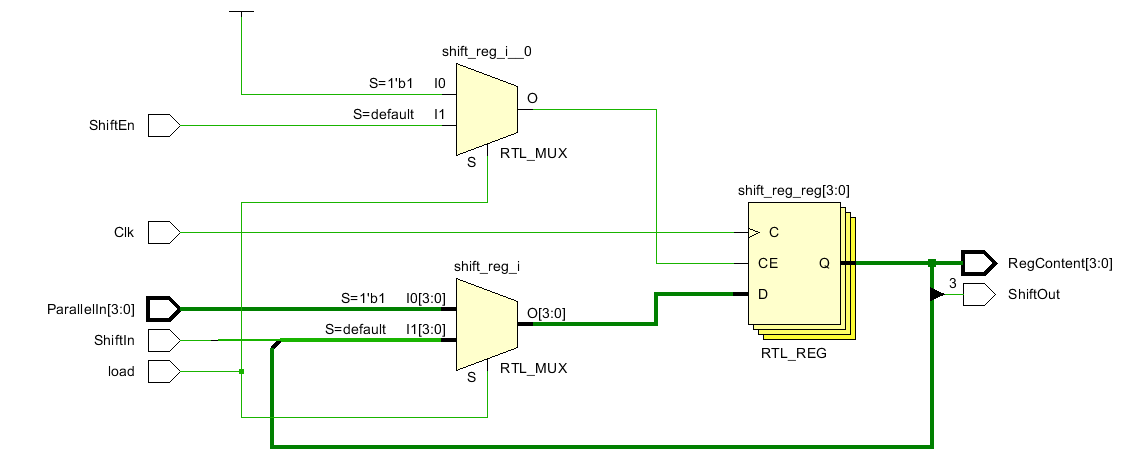 shift_reg_i__0
S=1'b1 I0
O
S=default I1
ShiftEn
S
RTL_MUX
shift_reg_reg[3:0]
Clk
C
shift_reg_i
CE
Q
RegContent[3:0]
3
ShiftOut
D
S=1'b1 I0[3:0]
ParallelIn[3:0]
O[3:0]
S=default I1[3:0]
ShiftIn
RTL_REG
load
S
RTL_MUX